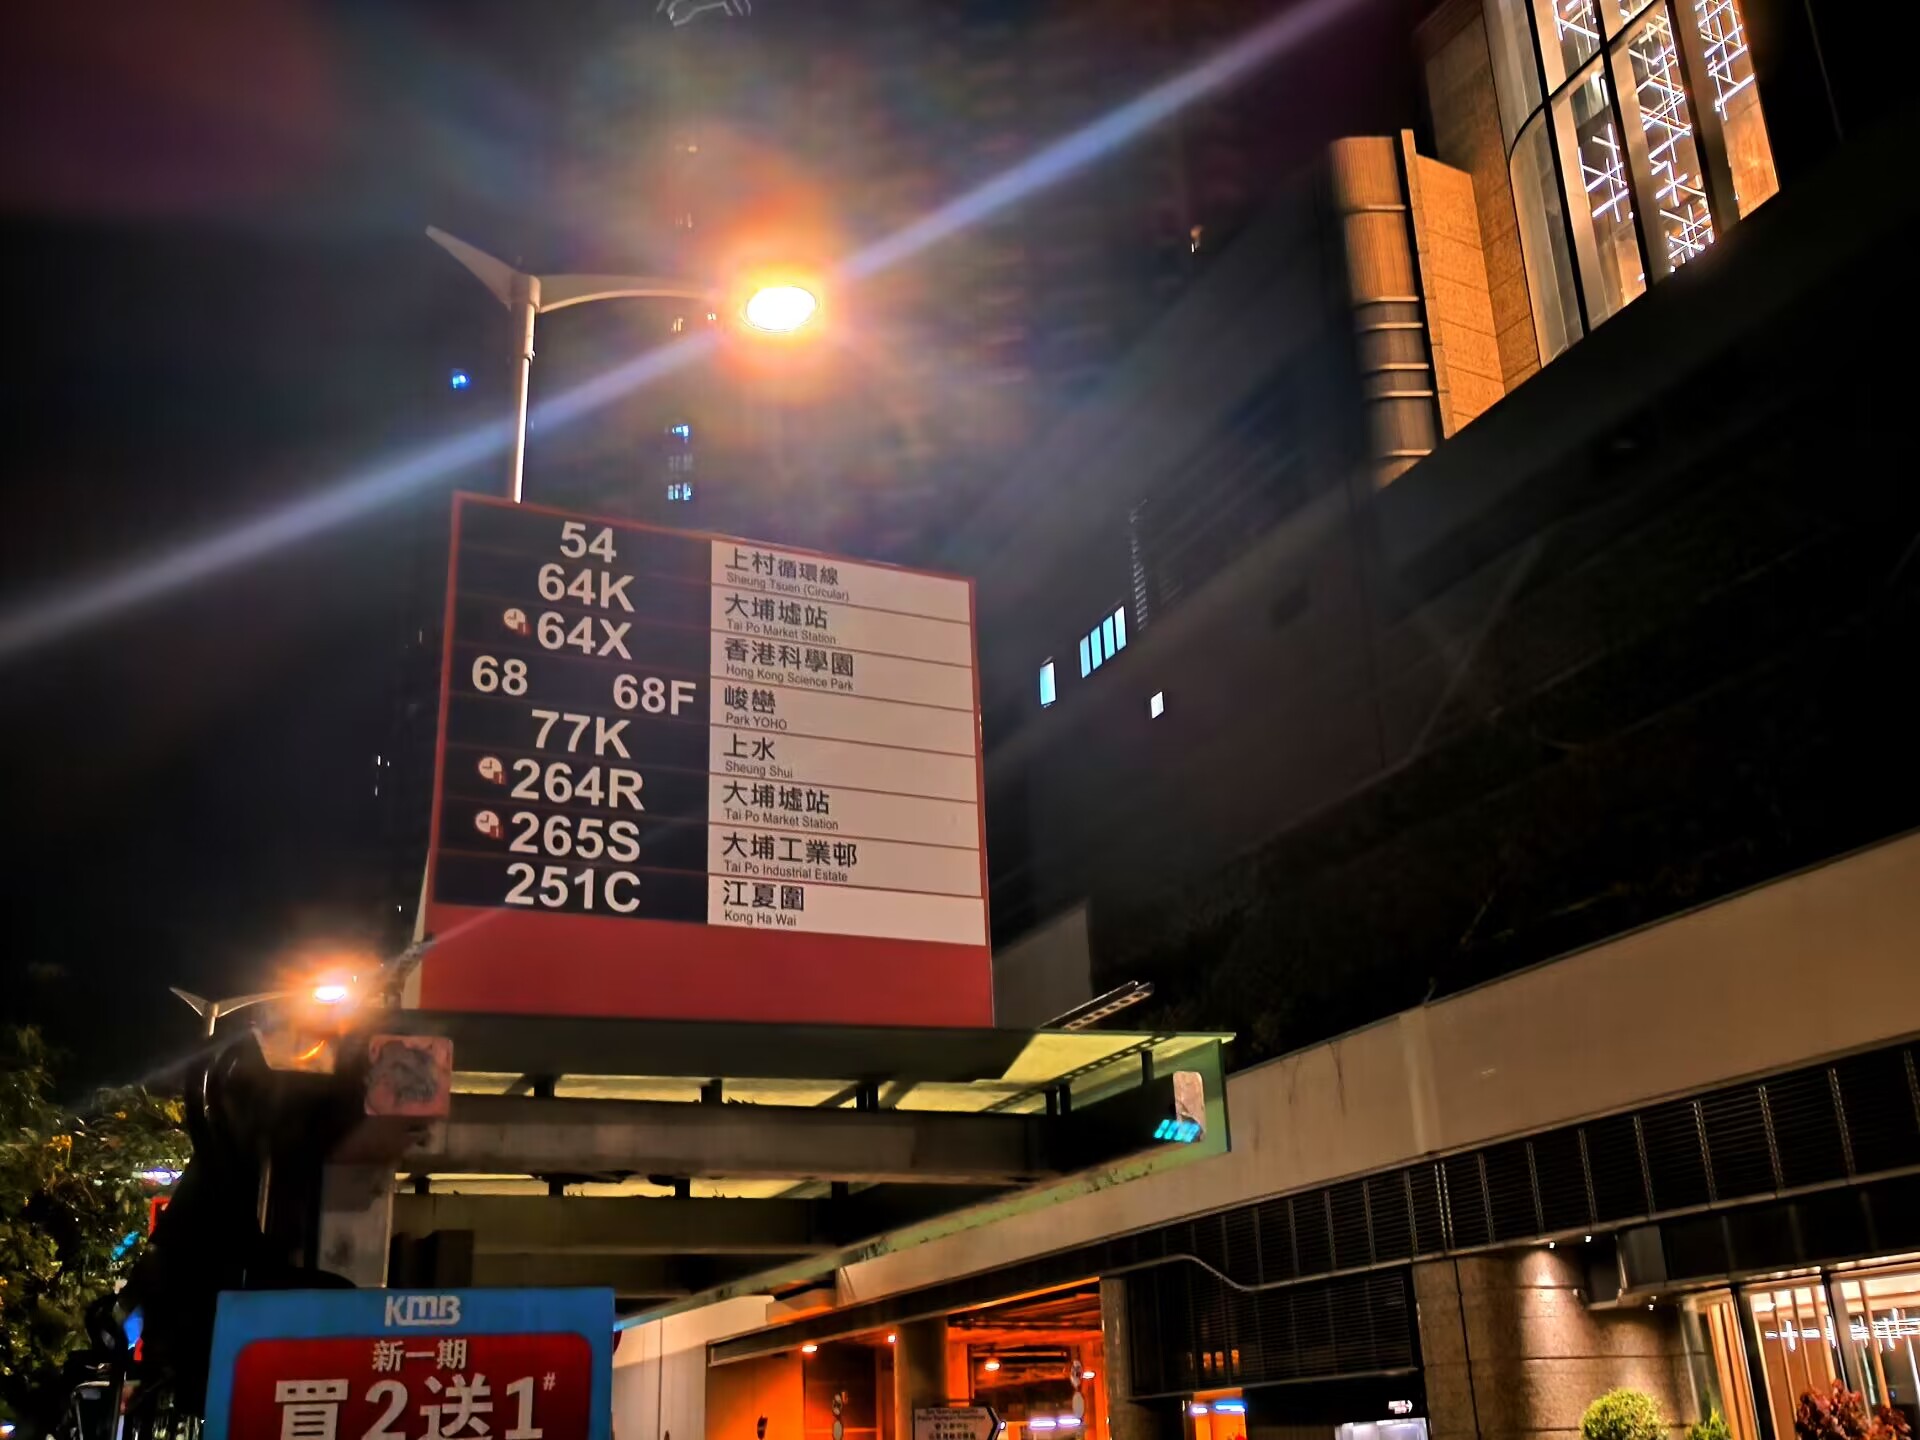 54
上村循環線
Sheung Tsuen (Circular)
64K
大埔墟站
Tai Po Market Station
64X
香港科學園
Hong Kong Science Park
68 68F
峻巒
Park YOHO
77K
上水
Sheung Shui
264R
大埔墟站
Tai Po Market Station
265S
大埔工業邨
Tai Po Industrial Estate
251C
江夏圍
Kong Ha Wai
KMB
新一期
買2送1#